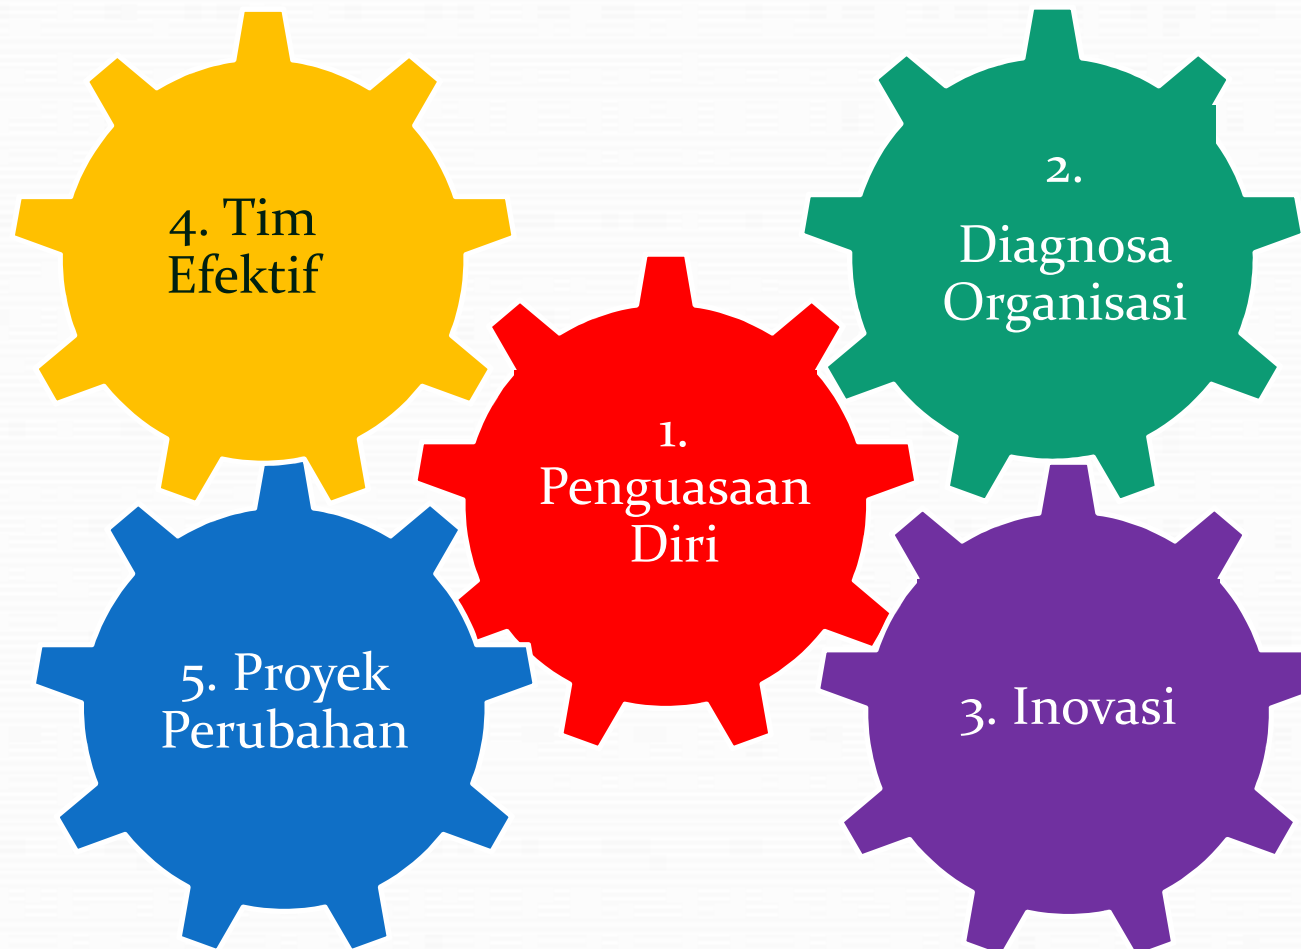 4. Tim
Efektif
2.
Diagnosa
Organisasi
1.
Penguasaan
Diri
5. Proyek
Perubahan
3. Inovasi